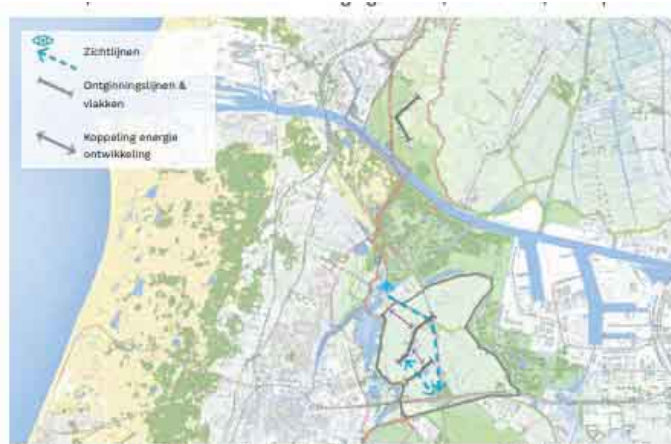 Zichtlijnen
Ontginningslijnen &
vlakken
Koppeling energie
ontwikkeling